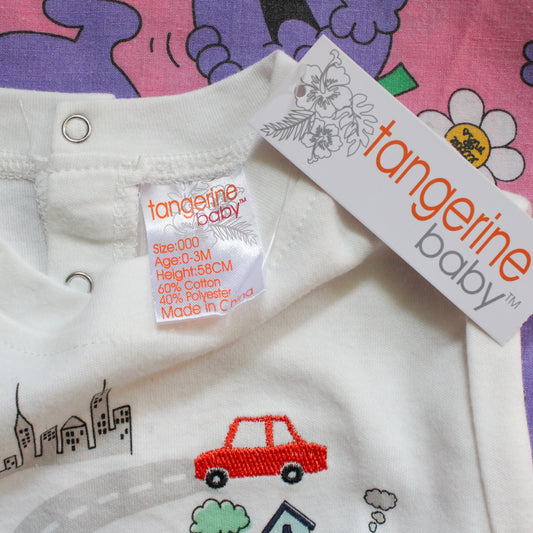 tangerine
baby™
tangerine
baby™
Size:000
Age:0-3M
Height:58CM
60% Cotton
40% Polyester
Made in China